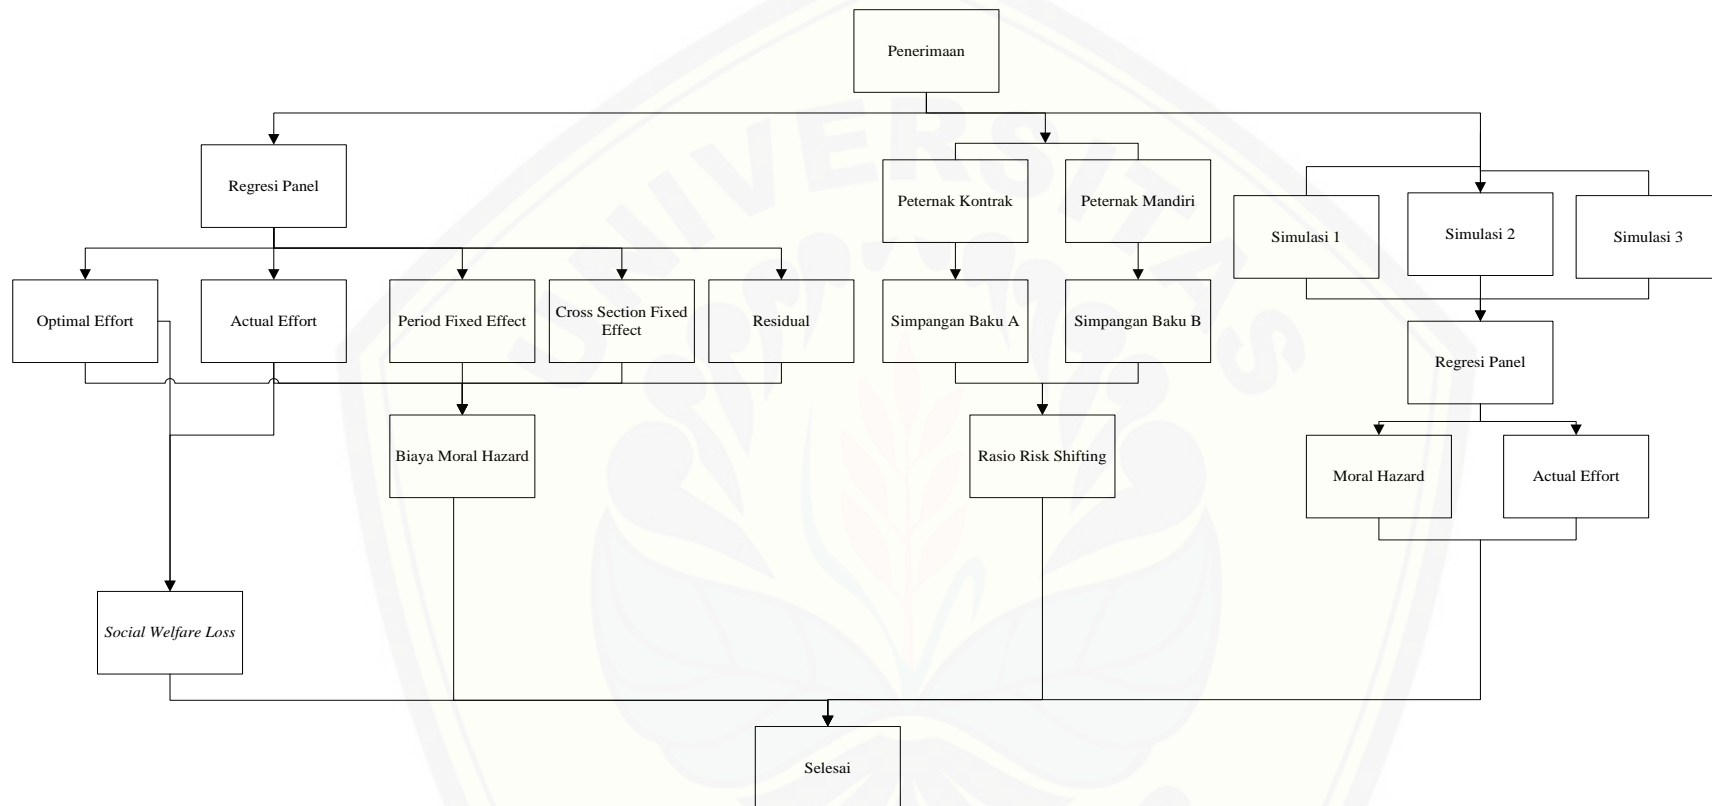 Penerimaan
Regresi Panel
Peternak Kontrak
Peternak Mandiri
Simulasi 1
Simulasi 2
Simulasi 3
Optimal Effort
Actual Effort
Period Fixed Effect
Cross Section Fixed
Effect
Residual
Simpangan Baku A
Simpangan Baku B
Regresi Panel
Biaya Moral Hazard
Rasio Risk Shifting
Moral Hazard
Actual Effort
Social Welfare Loss
Selesai
UNIVERSITAS